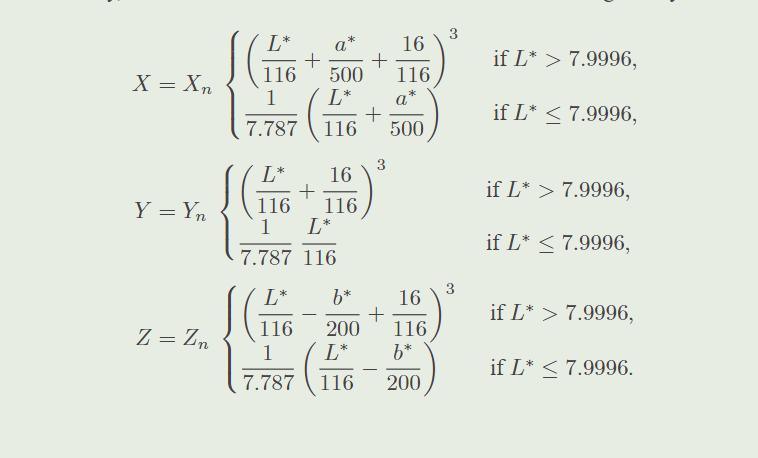 X = X_n { (L*/116 + a*/500 + 16/116)^3 if L* > 7.9996,
1/7.787 (L*/116 + a*/500) if L* ≤ 7.9996,
Y = Y_n { (L*/116 + 16/116)^3 if L* > 7.9996,
1/7.787 L*/116 if L* ≤ 7.9996,
Z = Z_n { (L*/116 − b*/200 + 16/116)^3 if L* > 7.9996,
1/7.787 (L*/116 − b*/200) if L* ≤ 7.9996.